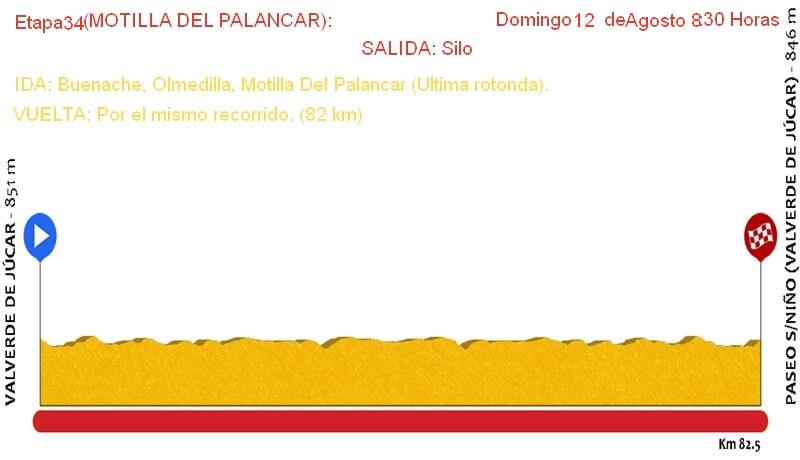 Etapa34(MOTILLA DEL PALANCAR): Domingo12 deAgosto 830 Horas
SALIDA: Silo
IDA: Buenache, Olmedilla, Motilla Del Palancar (Ultima rotonda).
VUELTA: Por el mismo recorrido. (82 km)
VALVERDE DE JÚCAR - 851 m
PASEO S/NIÑO (VALVERDE DE JÚCAR) - 846 m
Km 82.5